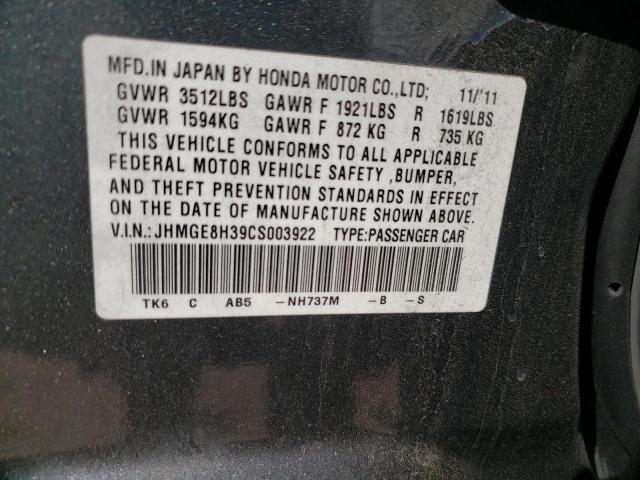 MFD.IN JAPAN BY HONDA MOTOR CO.,LTD; 11/'11
GVWR 3512LBS GAWR F 1921LBS R 1619LBS
GVWR 1594KG GAWR F 872 KG R 735 KG
THIS VEHICLE CONFORMS TO ALL APPLICABLE
FEDERAL MOTOR VEHICLE SAFETY ,BUMPER,
AND THEFT PREVENTION STANDARDS IN EFFECT
ON THE DATE OF MANUFACTURE SHOWN ABOVE.
V.I.N.:JHMGE8H39CS003922 TYPE:PASSENGER CAR
TK6 C AB5 -NH737M -B -S